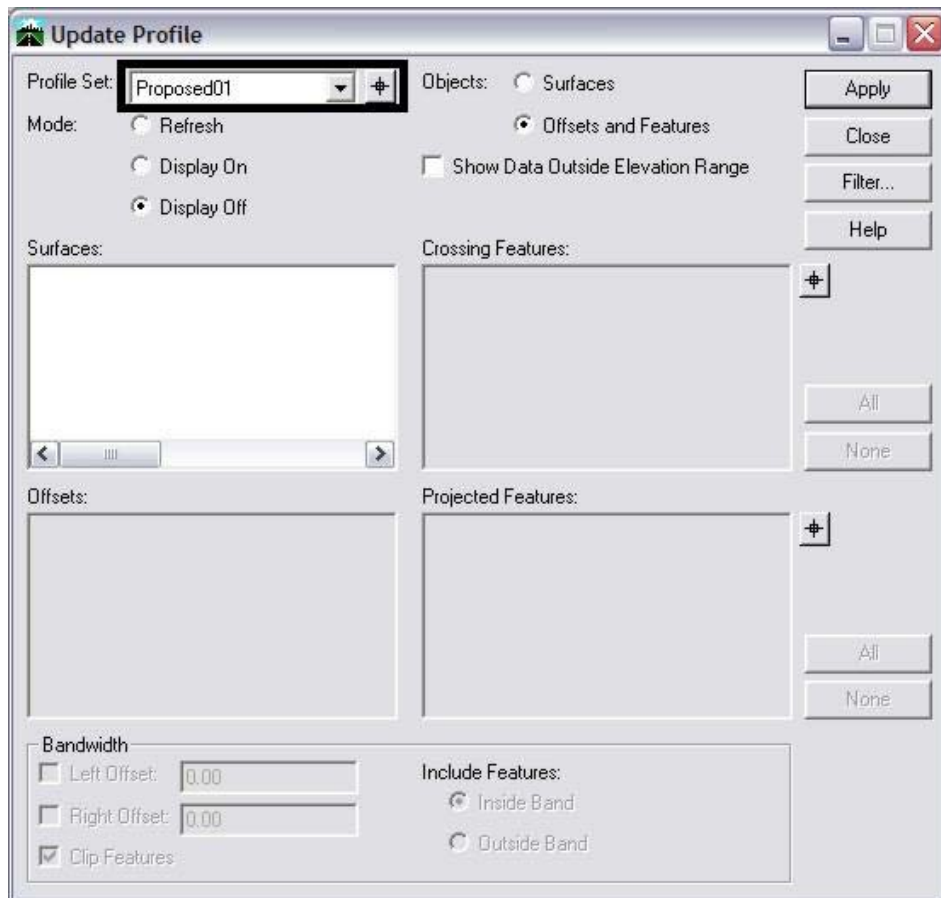 Update Profile
Profile Set: Proposed01
Mode: Refresh
Display On
Display Off
Objects: Surfaces
Offsets and Features
Show Data Outside Elevation Range
Apply
Close
Filter...
Help
Surfaces:
Crossing Features:
All
None
Offsets:
Projected Features:
All
None
Bandwidth
Left Offset: 0.00
Right Offset: 0.00
Clip Features
Include Features:
Inside Band
Outside Band